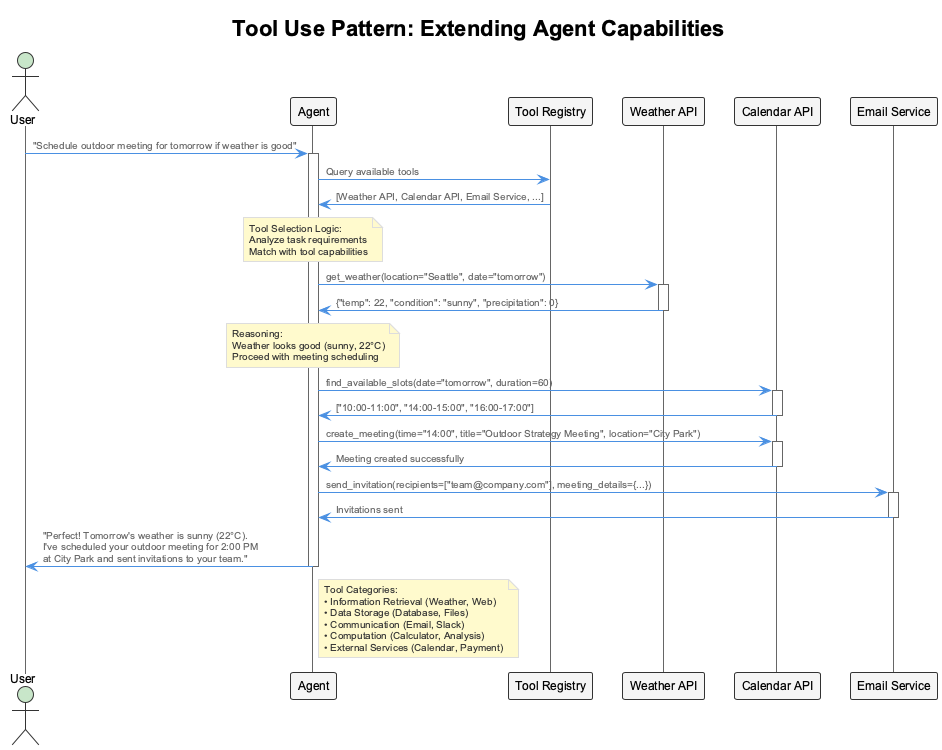 Tool Use Pattern: Extending Agent Capabilities
User
Agent
Tool Registry
Weather API
Calendar API
Email Service
"Schedule outdoor meeting for tomorrow if weather is good"
Query available tools
[Weather API, Calendar API, Email Service, ...]
Tool Selection Logic:
Analyze task requirements
Match with tool capabilities
get_weather(location="Seattle", date="tomorrow")
{"temp": 22, "condition": "sunny", "precipitation": 0}
Reasoning:
Weather looks good (sunny, 22°C)
Proceed with meeting scheduling
find_available_slots(date="tomorrow", duration=60)
["10:00-11:00", "14:00-15:00", "16:00-17:00"]
create_meeting(time="14:00", title="Outdoor Strategy Meeting", location="City Park")
Meeting created successfully
send_invitation(recipients=["team@company.com"], meeting_details={...})
Invitations sent
"Perfect! Tomorrow's weather is sunny (22°C).
I've scheduled your outdoor meeting for 2:00 PM
at City Park and sent invitations to your team."
Tool Categories:
• Information Retrieval (Weather, Web)
• Data Storage (Database, Files)
• Communication (Email, Slack)
• Computation (Calculator, Analysis)
• External Services (Calendar, Payment)
User
Agent
Tool Registry
Weather API
Calendar API
Email Service